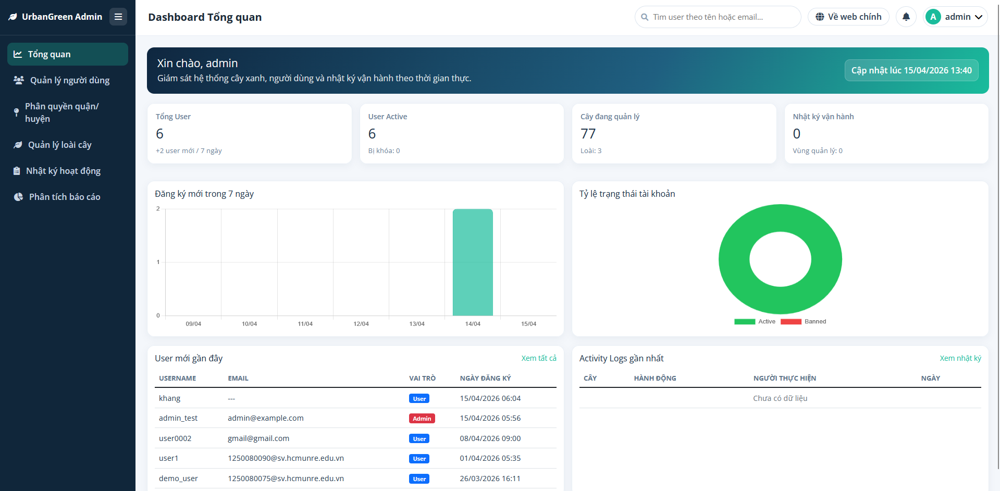 UrbanGreen Admin
Tổng quan
Quản lý người dùng
Phân quyền quận/
huyện
Quản lý loài cây
Nhật ký hoạt động
Phân tích báo cáo
Dashboard Tổng quan
Tìm user theo tên hoặc email...
Về web chính
A admin
Xin chào, admin
Giám sát hệ thống cây xanh, người dùng và nhật ký vận hành theo thời gian thực.
Cập nhật lúc 15/04/2026 13:40
Tổng User
6
+2 user mới / 7 ngày
User Active
6
Bị khóa: 0
Cây đang quản lý
77
Loài: 3
Nhật ký vận hành
0
Vùng quản lý: 0
Đăng ký mới trong 7 ngày
2
1
0
09/04 10/04 11/04 12/04 13/04 14/04 15/04
Tỷ lệ trạng thái tài khoản
Active Banned
User mới gần đây Xem tất cả
USERNAME EMAIL VAI TRÒ NGÀY ĐĂNG KÝ
khang --- User 15/04/2026 06:04
admin_test admin@example.com Admin 15/04/2026 05:56
user0002 gmail@gmail.com User 08/04/2026 09:00
user1 1250080090@sv.hcmunre.edu.vn User 01/04/2026 05:35
demo_user 1250080075@sv.hcmunre.edu.vn User 26/03/2026 16:11
Activity Logs gần nhất Xem nhật ký
CÂY HÀNH ĐỘNG NGƯỜI THỰC HIỆN NGÀY
Chưa có dữ liệu